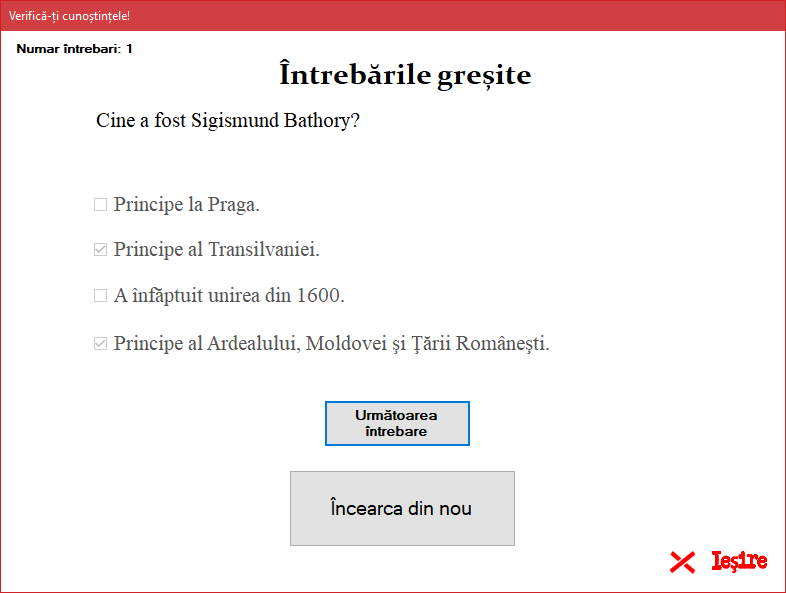 Verifică-ți cunoștințele!
Numar întrebari: 1
Întrebările greșite
Cine a fost Sigismund Bathory?
Principe la Praga.
Principe al Transilvaniei.
A înfăptuit unirea din 1600.
Principe al Ardealului, Moldovei şi Ţării Româneşti.
Următoarea
întrebare
Încearca din nou
Ieşire